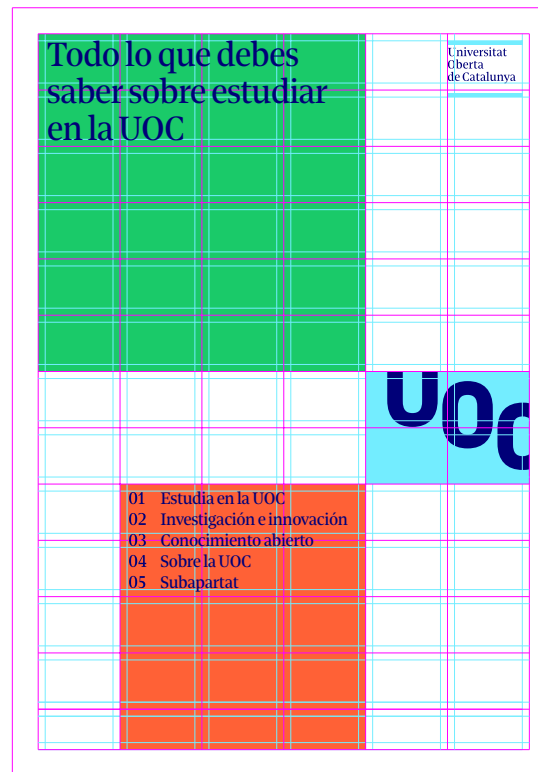 Todo lo que debes
saber sobre estudiar
en la UOC
Universitat
Oberta
de Catalunya
UOC
01 Estudia en la UOC
02 Investigación e innovación
03 Conocimiento abierto
04 Sobre la UOC
05 Subapartat